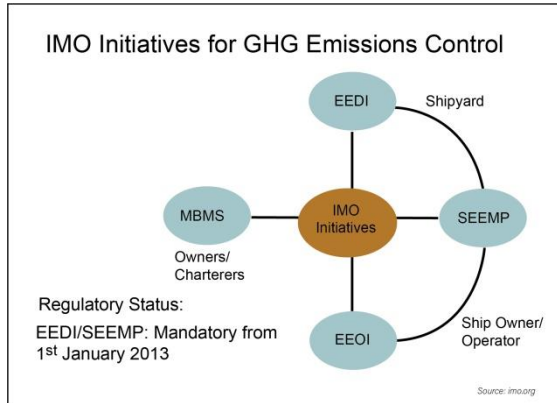 IMO Initiatives for GHG Emissions Control
EEDI
Shipyard
MBMS
IMO
Initiatives
SEEMP
Owners/
Charterers
Regulatory Status:
EEDI/SEEMP: Mandatory from
1st January 2013
EEOI
Ship Owner/
Operator
Source: imo.org